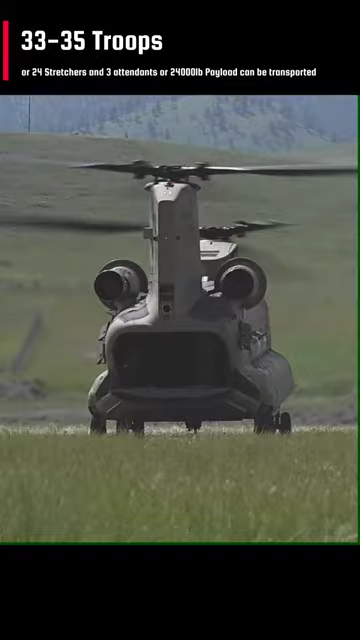 33-35 Troops
or 24 Stretchers and 3 attendants or 24000lb Payload can be transported